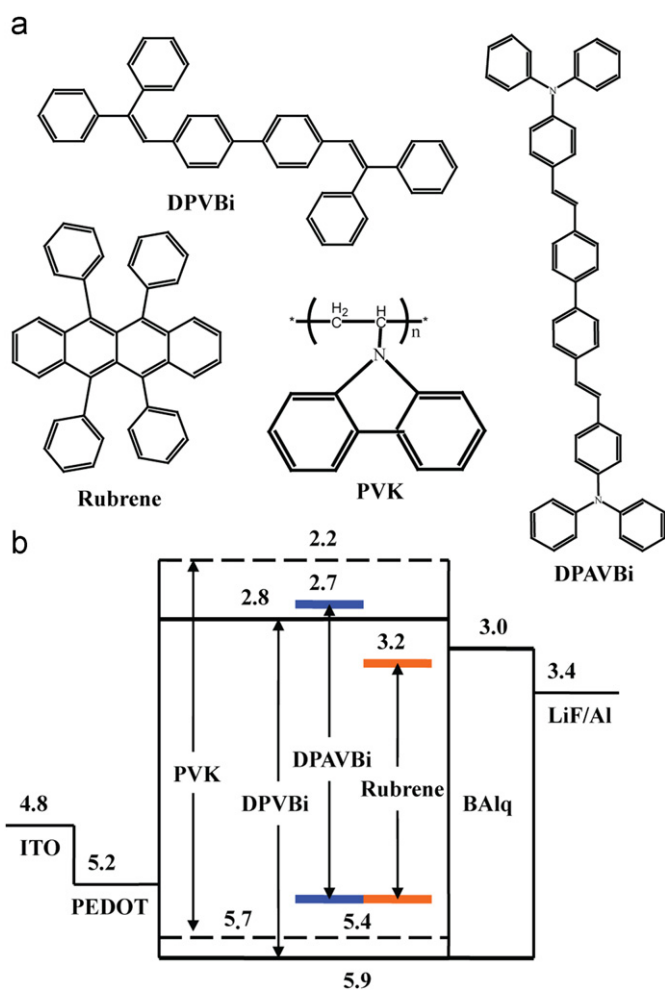 a
DPVBi
N
Rubrene
* ( H2 C H C ) n *
N
PVK
N
DPAVBi
b
2.2
2.8
2.7
3.0
3.2
3.4
LiF/Al
PVK
DPAVBi
DPVBi
Rubrene
BAlq
4.8
ITO
5.2
PEDOT
5.7
5.4
5.9